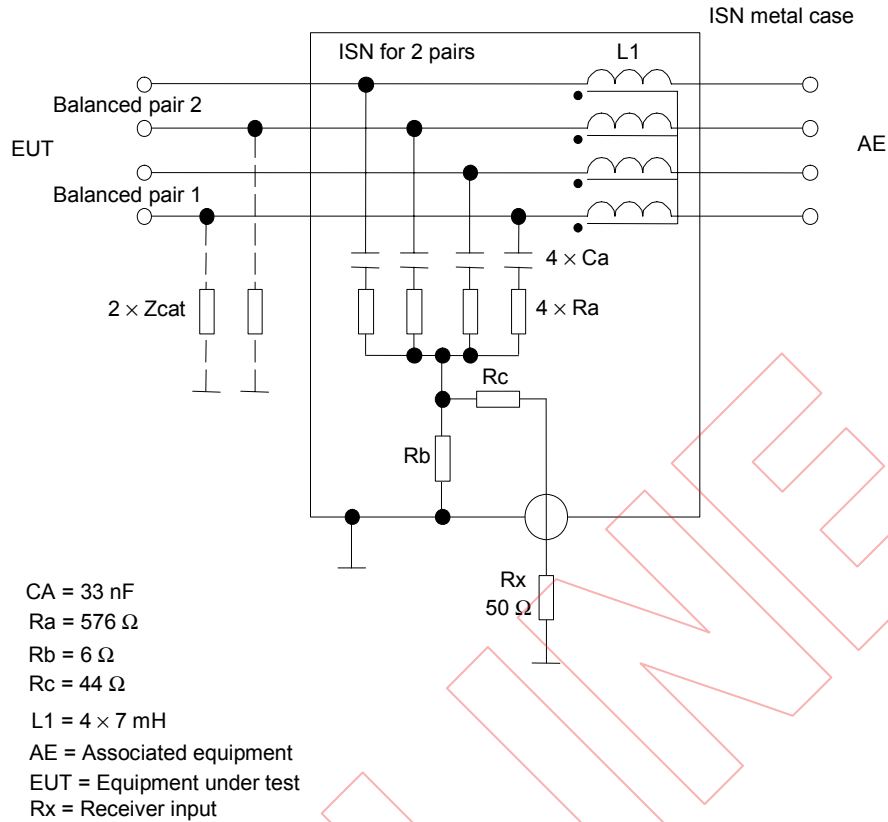 ISN metal case
ISN for 2 pairs
L1
Balanced pair 2
EUT
AE
Balanced pair 1
4 × Ca
2 × Zcat
4 × Ra
Rc
Rb
Rx
50 Ω
CA = 33 nF
Ra = 576 Ω
Rb = 6 Ω
Rc = 44 Ω
L1 = 4 × 7 mH
AE = Associated equipment
EUT = Equipment under test
Rx = Receiver input
LINE